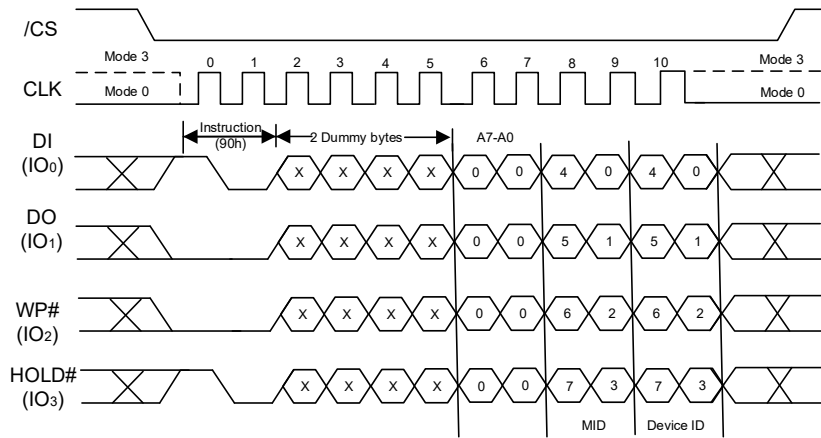 /CS
Mode 3
0 1 2 3 4 5 6 7 8 9 10
Mode 3
CLK
Mode 0
Mode 0
Instruction
(90h)
2 Dummy bytes
A7-A0
DI
(IO0)
X X X X 0 0 4 0 4 0
DO
(IO1)
X X X X 0 0 5 1 5 1
WP#
(IO2)
X X X X 0 0 6 2 6 2
HOLD#
(IO3)
X X X X 0 0 7 3 7 3
MID
Device ID